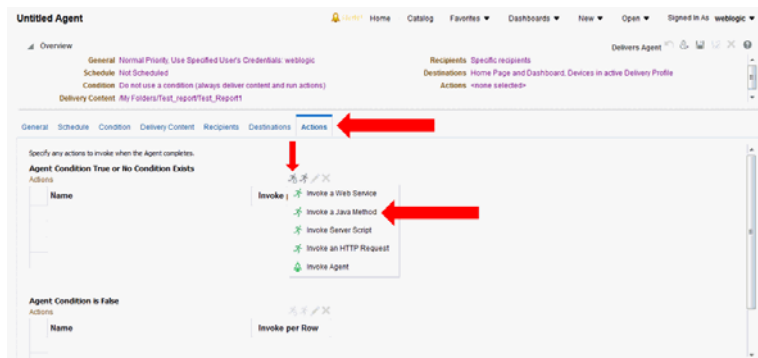 Untitled Agent
Alerts! Home Catalog Favorites Dashboards New Open Signed In As weblogic
Overview
Delivers Agent
General Normal Priority, Use Specified User's Credentials: weblogic
Recipients Specific recipients
Schedule Not Scheduled
Destinations Home Page and Dashboard, Devices in active Delivery Profile
Condition Do not use a condition (always deliver content and run actions)
Actions <none selected>
Delivery Content /My Folders/Test_report/Test_Report1
General Schedule Condition Delivery Content Recipients Destinations Actions
Specify any actions to invoke when the Agent completes.
Agent Condition True or No Condition Exists
Actions
Name Invoke p
Invoke a Web Service
Invoke a Java Method
Invoke Server Script
Invoke an HTTP Request
Invoke Agent
Agent Condition is False
Actions
Name Invoke per Row